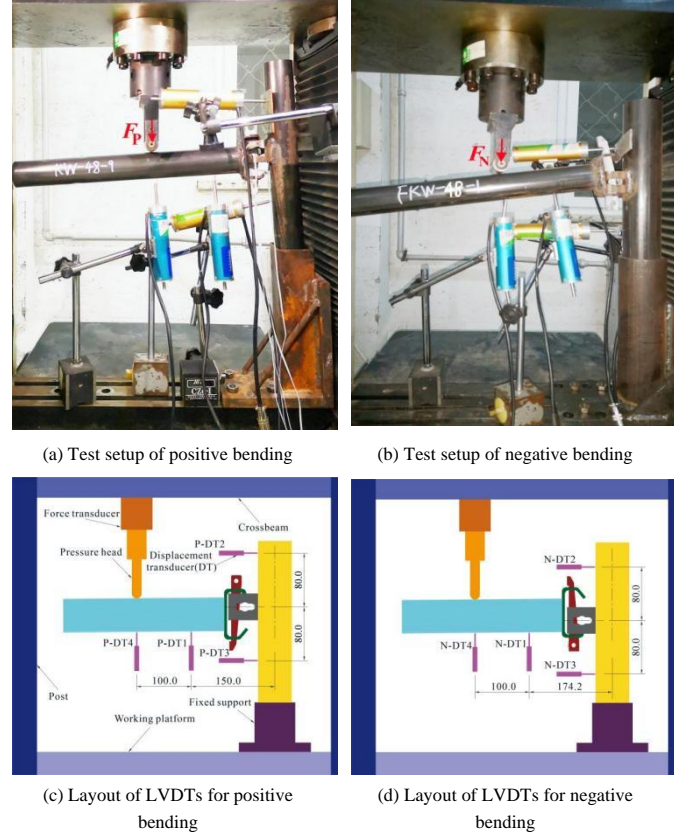 F_P
KW-48-9
CZ-1
F_N
FKW-48-1
(a) Test setup of positive bending
(b) Test setup of negative bending
Force transducer
Crossbeam
P-DT2
Pressure head
Displacement
transducer(DT)
80.0
80.0
P-DT4
P-DT1
P-DT3
100.0
150.0
Post
Fixed support
Working platform
N-DT2
80.0
80.0
N-DT4
N-DT1
N-DT3
100.0
174.2
(c) Layout of LVDTs for positive
bending
(d) Layout of LVDTs for negative
bending